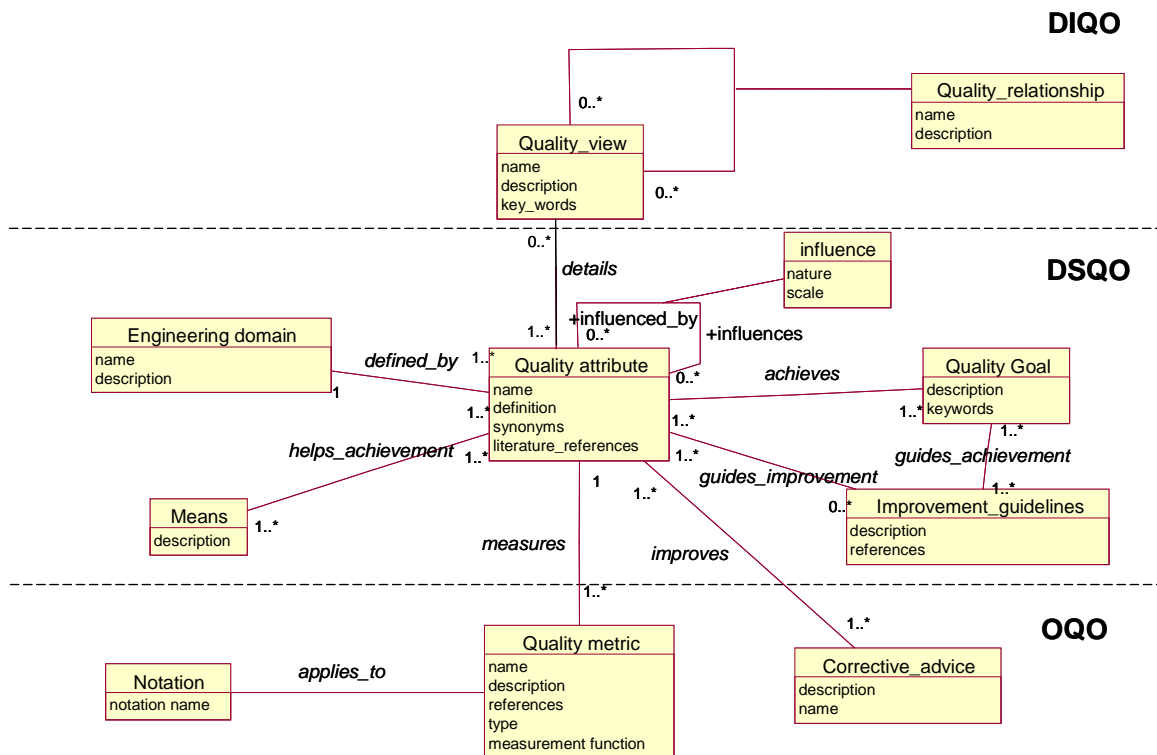 DIQO
Quality_relationship
name
description
0..*
Quality_view
name
description
key_words
0..*
0..*
details
1..*
influence
nature
scale
DSQO
+influenced_by
0..*
+influences
0..*
Engineering domain
name
description
1
defined_by
1..*
Quality attribute
name
definition
synonyms
literature_references
achieves
1..*
1..*
Quality Goal
description
keywords
1..*
guides_achievement
1..*
1..*
helps_achievement
1..*
1..*
guides_improvement
0..*
Improvement_guidelines
description
references
Means
description
1..*
1
measures
1..*
1..*
improves
1..*
OQO
Notation
notation name
applies_to
Quality metric
name
description
references
type
measurement function
Corrective_advice
description
name